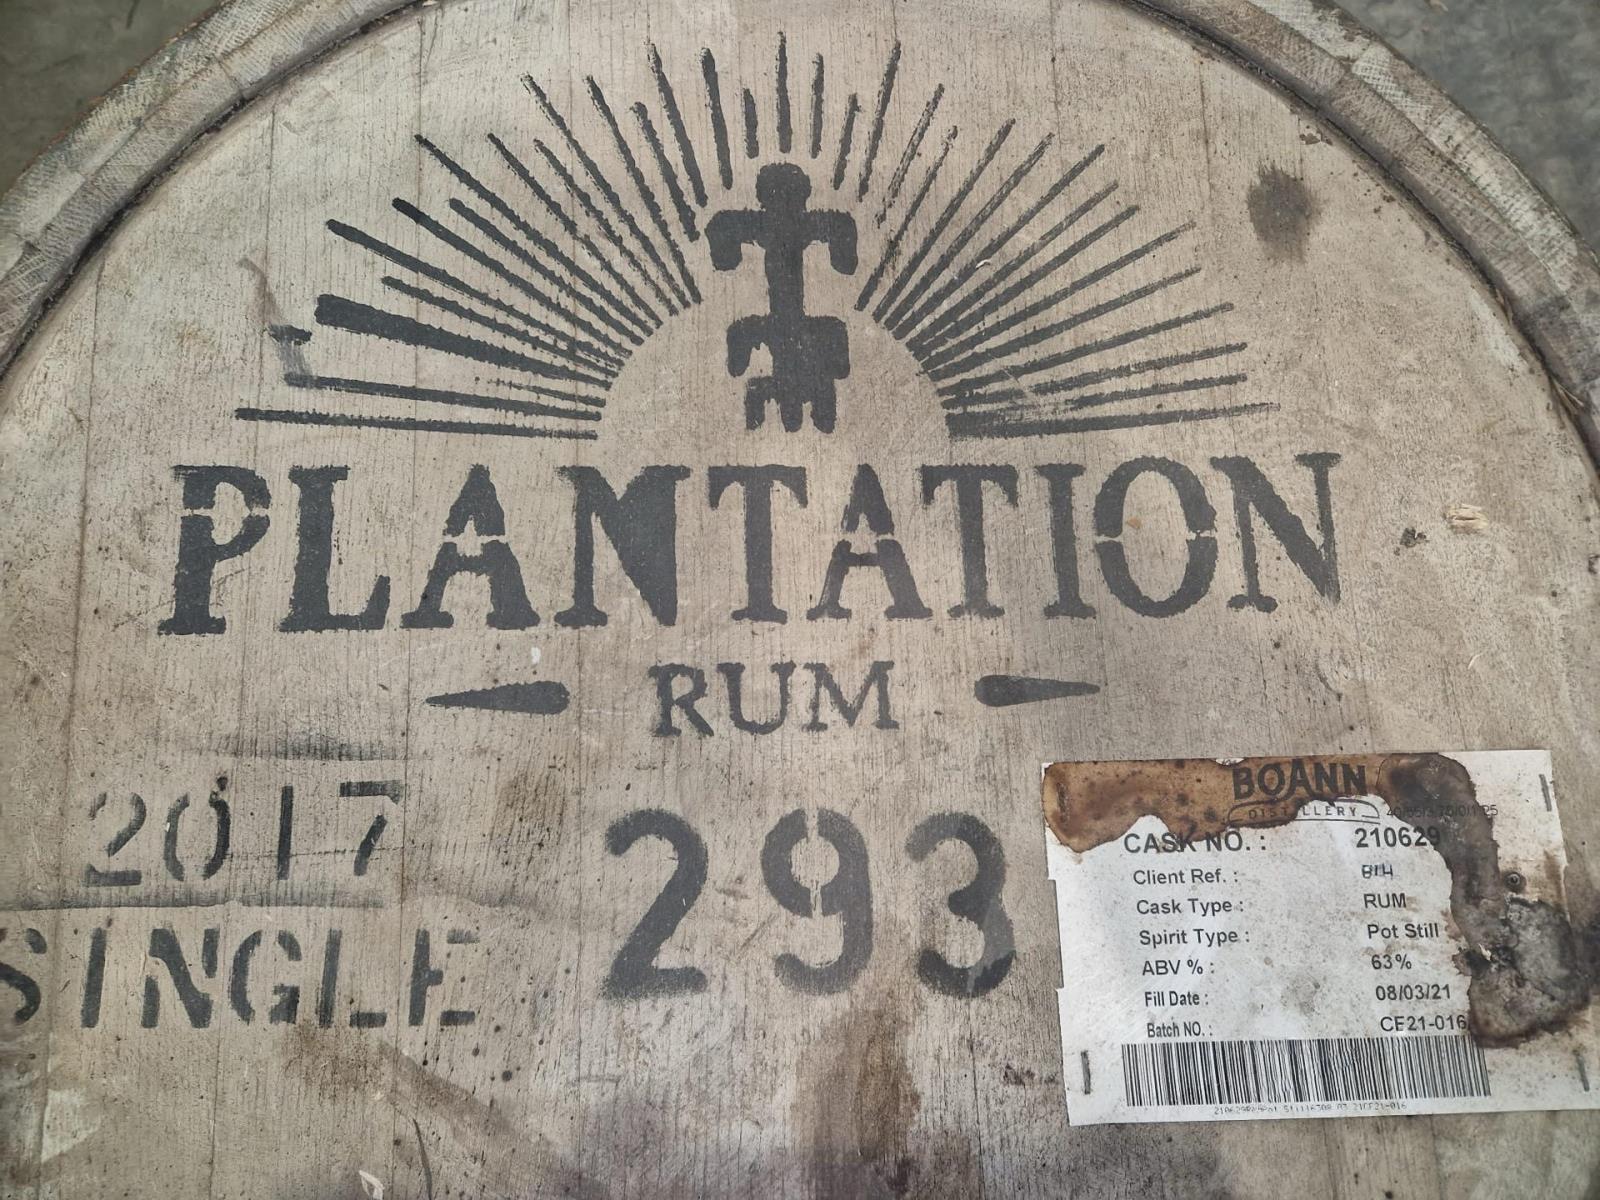 PLANTATION
RUM
2017
SINGLE
293
BOANN
DISTILLERY
CASK NO. : 210629
Client Ref. :
Cask Type : RUM
Spirit Type : Pot Still
ABV % : 63%
Fill Date : 08/03/21
Batch NO. : CF21-016